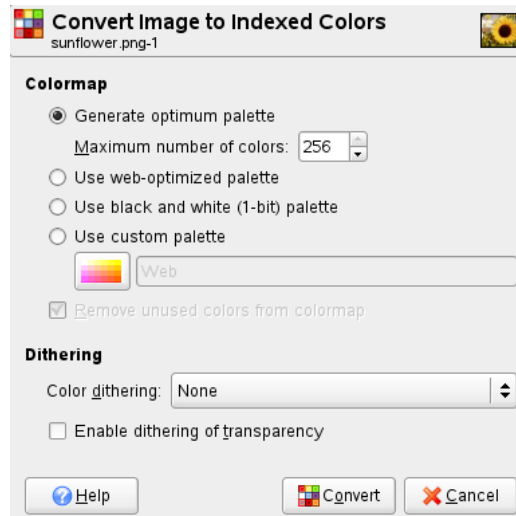 Convert Image to Indexed Colors
sunflower.png-1
Colormap
Generate optimum palette
Maximum number of colors: 256
Use web-optimized palette
Use black and white (1-bit) palette
Use custom palette
Web
Remove unused colors from colormap
Dithering
Color dithering: None
Enable dithering of transparency
Help Convert Cancel